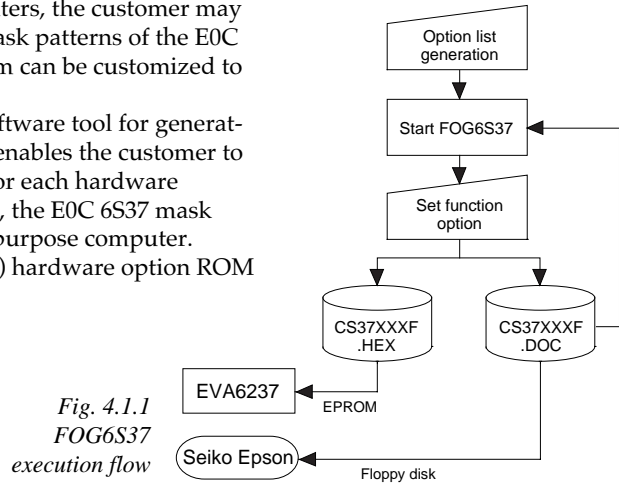 ters, the customer may
ask patterns of the E0C
m can be customized to
ftware tool for generat-
enables the customer to
or each hardware
, the E0C 6S37 mask
purpose computer.
) hardware option ROM
Option list
generation
Start FOG6S37
Set function
option
CS37XXXF
.HEX
CS37XXXF
.DOC
EVA6237
EPROM
Seiko Epson
Floppy disk
Fig. 4.1.1
FOG6S37
execution flow